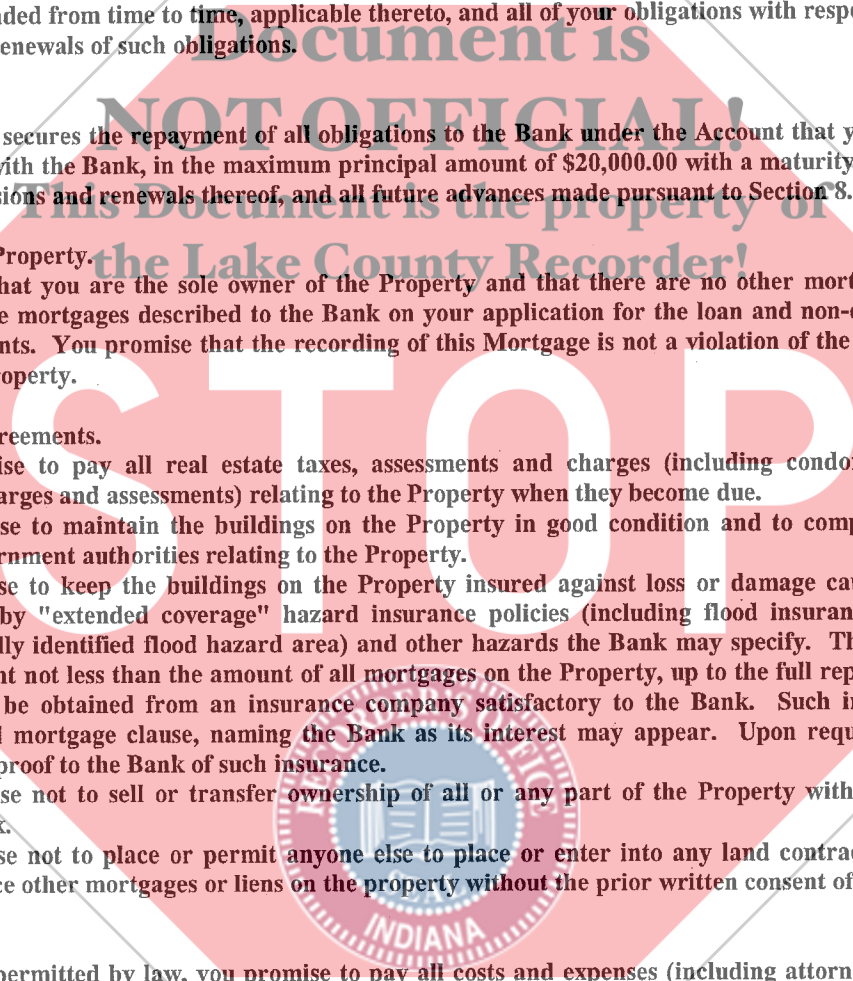 nded from time to time, applicable thereto, and all of your obligations with respe
enewals of such obligations.
Document is
NOT OFFICIAL!
secures the repayment of all obligations to the Bank under the Account that y
with the Bank, in the maximum principal amount of $20,000.00 with a maturity
sions and renewals thereof, and all future advances made pursuant to Section 8.
This Document is the property of
the Lake County Recorder!
Property.
hat you are the sole owner of the Property and that there are no other mort
e mortgages described to the Bank on your application for the loan and non-
nts. You promise that the recording of this Mortgage is not a violation of the
roperty.
STOP
reements.
ise to pay all real estate taxes, assessments and charges (including condo
arges and assessments) relating to the Property when they become due.
se to maintain the buildings on the Property in good condition and to comp
rnment authorities relating to the Property.
se to keep the buildings on the Property insured against loss or damage cau
by "extended coverage" hazard insurance policies (including flood insuran
lly identified flood hazard area) and other hazards the Bank may specify. Th
nt not less than the amount of all mortgages on the Property, up to the full rep
be obtained from an insurance company satisfactory to the Bank. Such in
l mortgage clause, naming the Bank as its interest may appear. Upon requ
proof to the Bank of such insurance.
se not to sell or transfer ownership of all or any part of the Property with
k.
se not to place or permit anyone else to place or enter into any land contra
ce other mortgages or liens on the property without the prior written consent of
RECORDER'S OFFICE
SEAL
INDIANA
permitted by law, you promise to pay all costs and expenses (including attorn